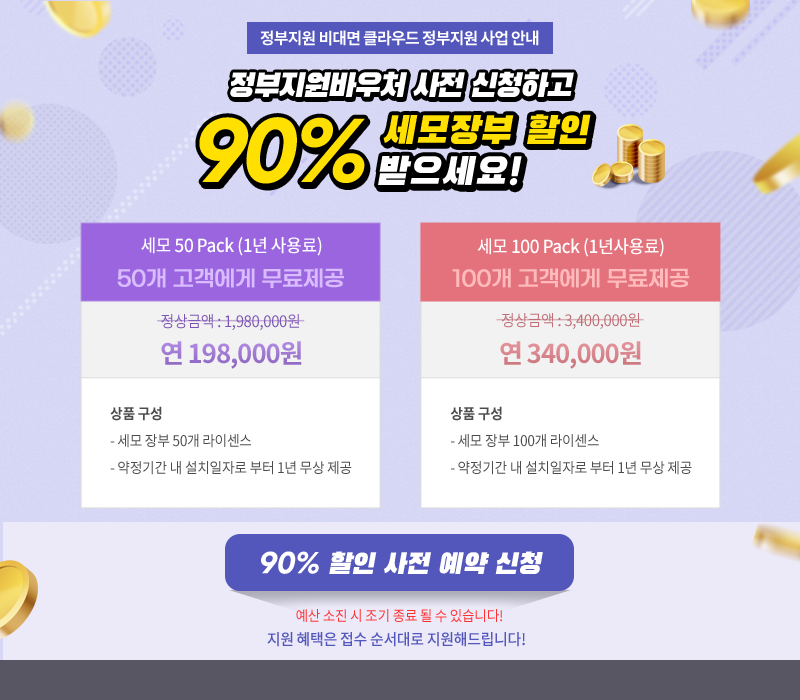 정부지원 비대면 클라우드 정부지원 사업 안내
정부지원바우처 사전 신청하고
90% 세모장부 할인
받으세요!
세모 50 Pack (1년 사용료)
50개 고객에게 무료제공
정상금액 : 1,980,000원
연 198,000원
상품 구성
- 세모 장부 50개 라이센스
- 약정기간 내 설치일자로 부터 1년 무상 제공
세모 100 Pack (1년사용료)
100개 고객에게 무료제공
정상금액 : 3,400,000원
연 340,000원
상품 구성
- 세모 장부 100개 라이센스
- 약정기간 내 설치일자로 부터 1년 무상 제공
90% 할인 사전 예약 신청
예산 소진 시 조기 종료 될 수 있습니다!
지원 혜택은 접수 순서대로 지원해드립니다!